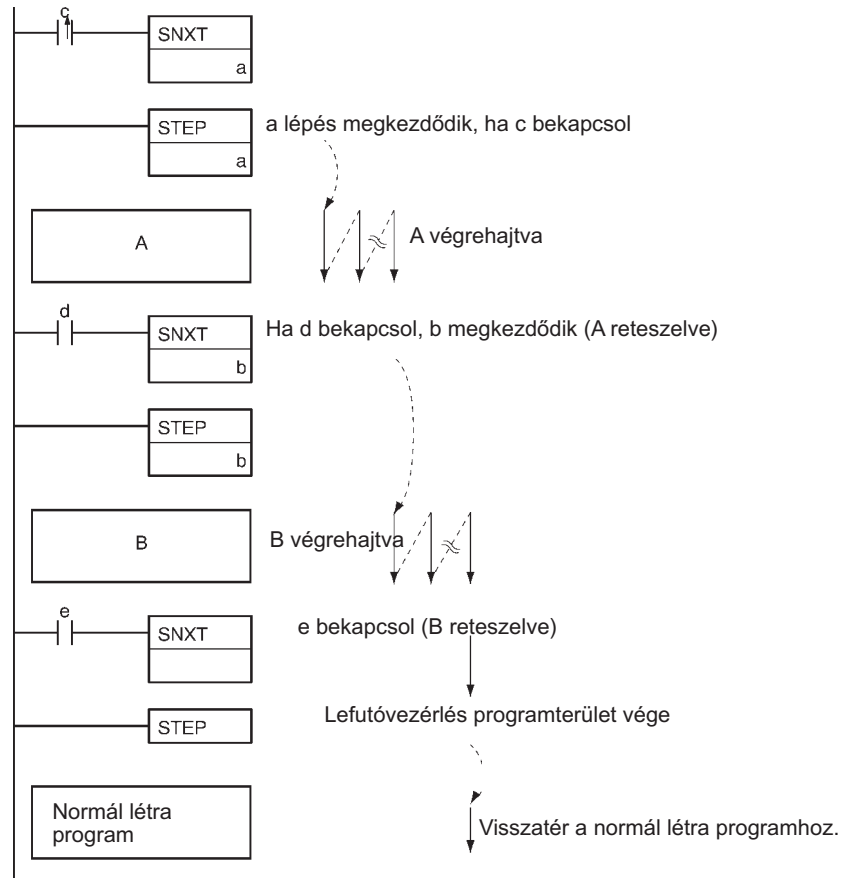 c
SNXT
a
STEP
a
a lépés megkezdődik, ha c bekapcsol
A
A végrehajtva
d
SNXT
b
Ha d bekapcsol, b megkezdődik (A reteszelve)
STEP
b
B
B végrehajtva
e
SNXT
e bekapcsol (B reteszelve)
STEP
Lefutóvezérlés programterület vége
Normál létra
program
Visszatér a normál létra programhoz.